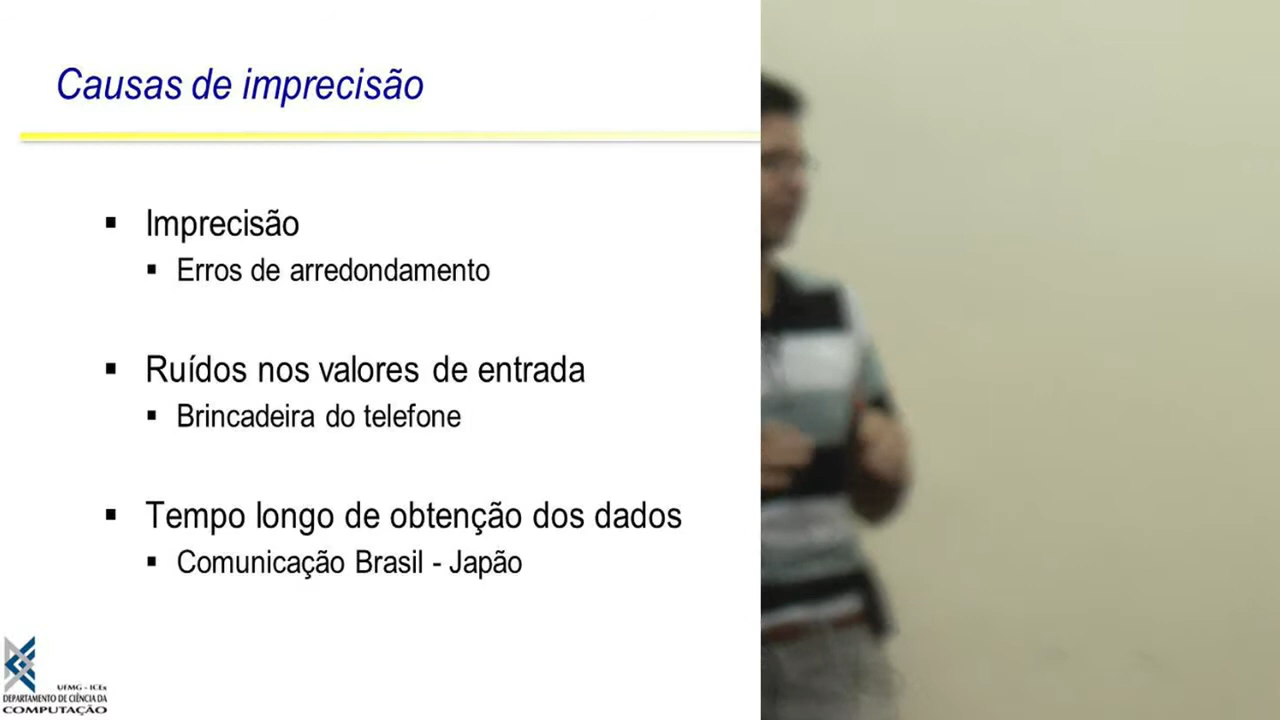 Causas de imprecisão
▪ Imprecisão
▪ Erros de arredondamento
▪ Ruídos nos valores de entrada
▪ Brincadeira do telefone
▪ Tempo longo de obtenção dos dados
▪ Comunicação Brasil - Japão
UFMG - ICEx
DEPARTAMENTO DE CIÊNCIA DA
COMPUTAÇÃO